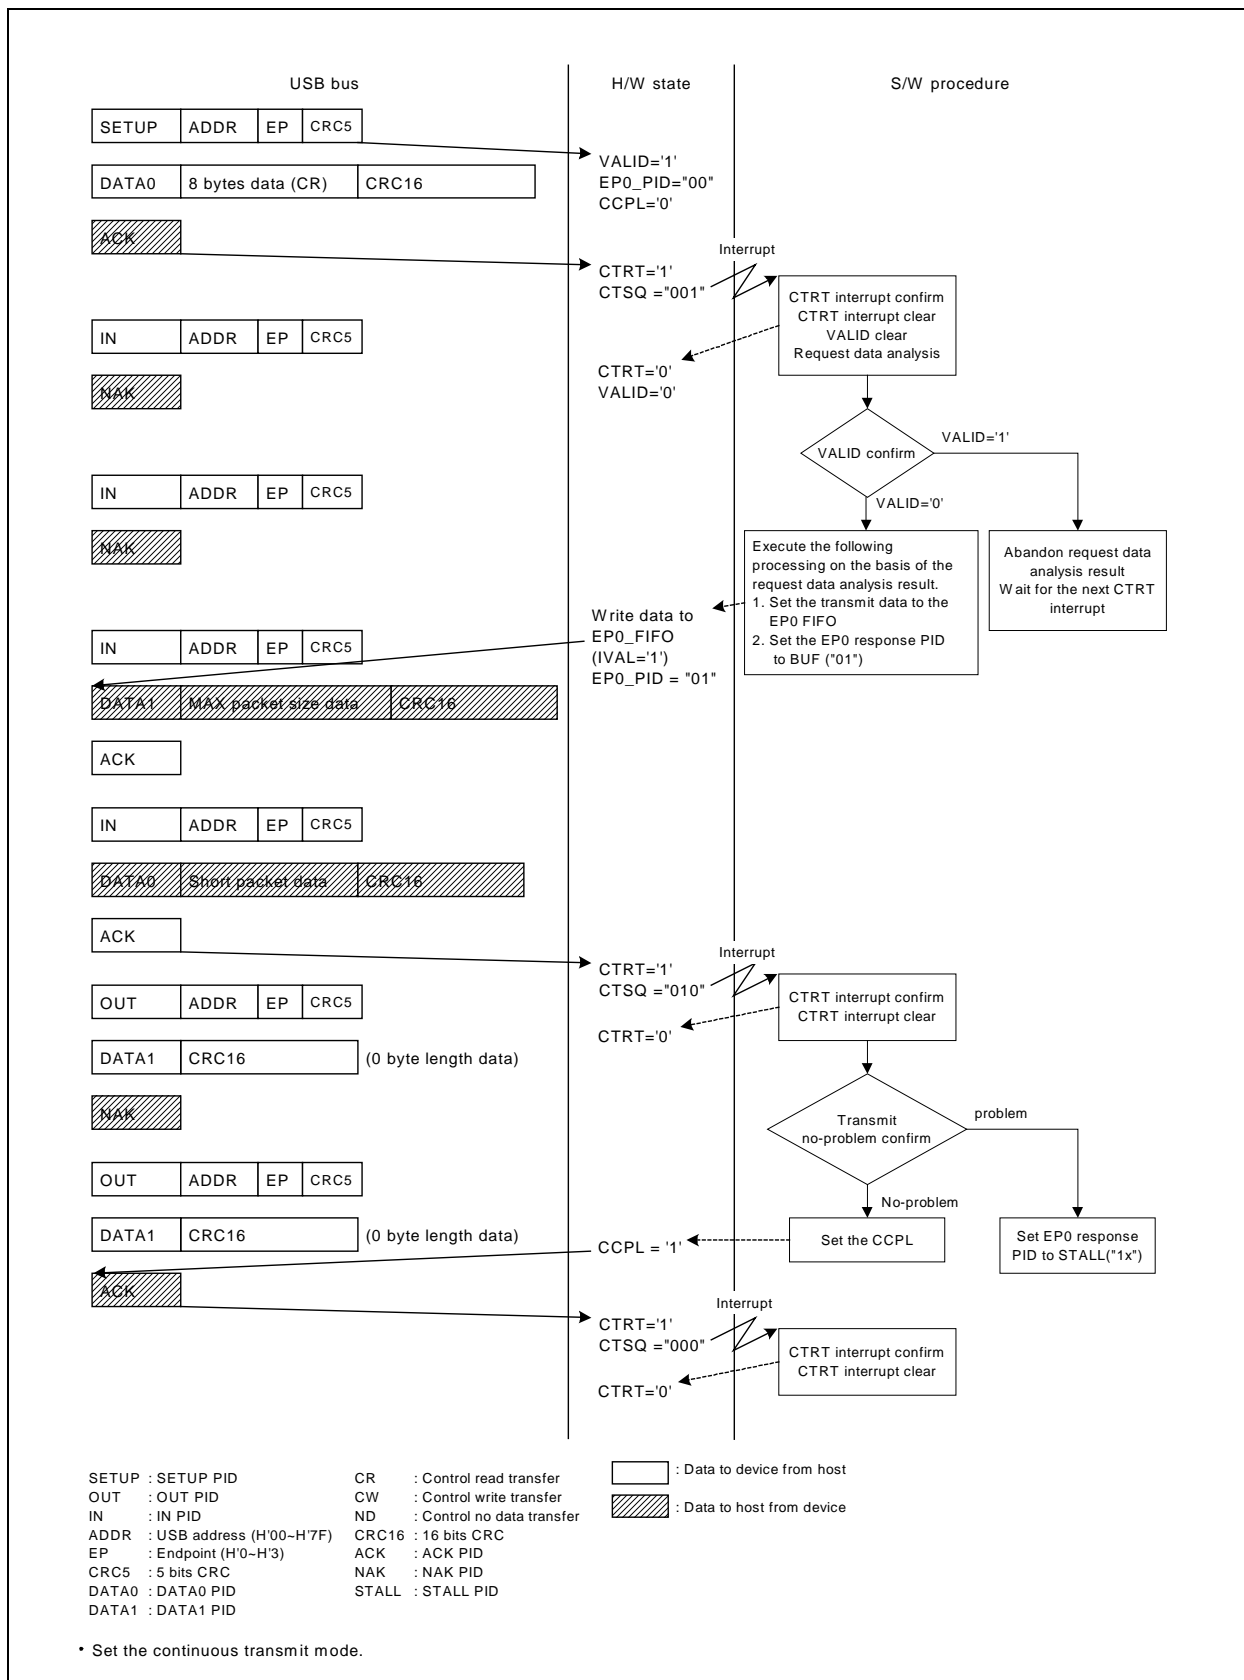 USB bus
H/W state
S/W procedure
SETUP ADDR EP CRC5
VALID='1'
EP0_PID="00"
CCPL='0'
DATA0 8 bytes data (CR) CRC16
ACK
Interrupt
CTRT='1'
CTSQ ="001"
CTRT interrupt confirm
CTRT interrupt clear
VALID clear
Request data analysis
IN ADDR EP CRC5
CTRT='0'
VALID='0'
NAK
VALID confirm
VALID='1'
VALID='0'
IN ADDR EP CRC5
NAK
Execute the following
processing on the basis of the
request data analysis result.
1. Set the transmit data to the
EP0 FIFO
2. Set the EP0 response PID
to BUF ("01")
Abandon request data
analysis result
Wait for the next CTRT
interrupt
Write data to
EP0_FIFO
(IVAL='1')
EP0_PID = "01"
IN ADDR EP CRC5
DATA1 MAX packet size data CRC16
ACK
IN ADDR EP CRC5
DATA0 Short packet data CRC16
ACK
Interrupt
CTRT='1'
CTSQ ="010"
CTRT interrupt confirm
CTRT interrupt clear
OUT ADDR EP CRC5
CTRT='0'
DATA1 CRC16 (0 byte length data)
NAK
Transmit
no-problem confirm
problem
No-problem
OUT ADDR EP CRC5
DATA1 CRC16 (0 byte length data)
CCPL = '1'
Set the CCPL
Set EP0 response
PID to STALL("1x")
ACK
Interrupt
CTRT='1'
CTSQ ="000"
CTRT interrupt confirm
CTRT interrupt clear
CTRT='0'
SETUP : SETUP PID
OUT : OUT PID
IN : IN PID
ADDR : USB address (H'00~H'7F)
EP : Endpoint (H'0~H'3)
CRC5 : 5 bits CRC
DATA0 : DATA0 PID
DATA1 : DATA1 PID
CR : Control read transfer
CW : Control write transfer
ND : Control no data transfer
CRC16 : 16 bits CRC
ACK : ACK PID
NAK : NAK PID
STALL : STALL PID
: Data to device from host
: Data to host from device
• Set the continuous transmit mode.